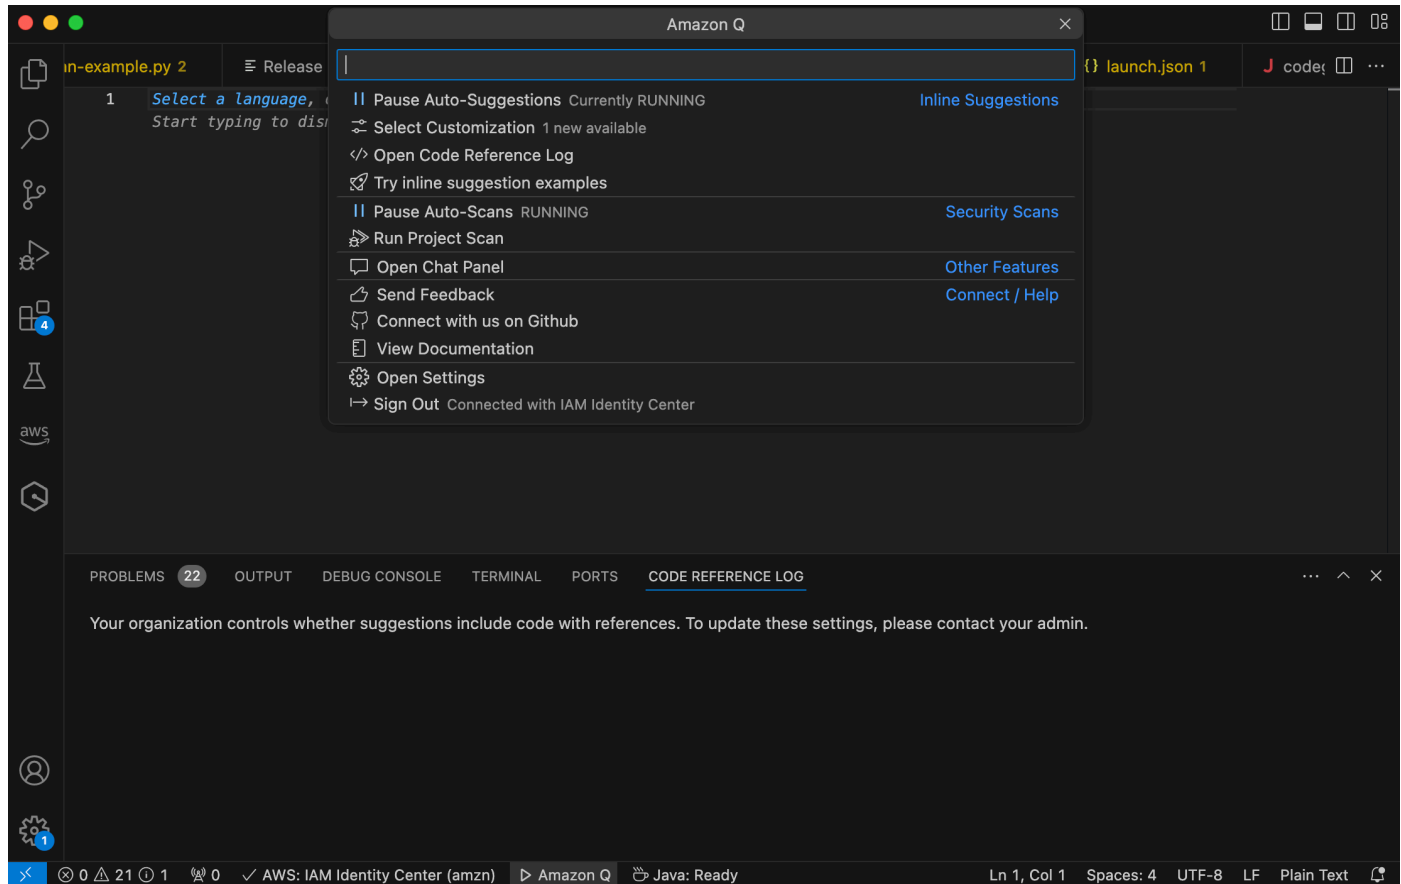 Amazon Q
n-example.py 2
Release
{} launch.json 1
J code
1 Select a language,
Start typing to
Pause Auto-Suggestions Currently RUNNING Inline Suggestions
Select Customization 1 new available
</> Open Code Reference Log
Try inline suggestion examples
Pause Auto-Scans RUNNING Security Scans
Run Project Scan
Open Chat Panel Other Features
Send Feedback Connect / Help
Connect with us on Github
View Documentation
Open Settings
Sign Out Connected with IAM Identity Center
4
aws
PROBLEMS 22 OUTPUT DEBUG CONSOLE TERMINAL PORTS CODE REFERENCE LOG
Your organization controls whether suggestions include code with references. To update these settings, please contact your admin.
1
0 21 1 0 AWS: IAM Identity Center (amzn) Amazon Q Java: Ready Ln 1, Col 1 Spaces: 4 UTF-8 LF Plain Text